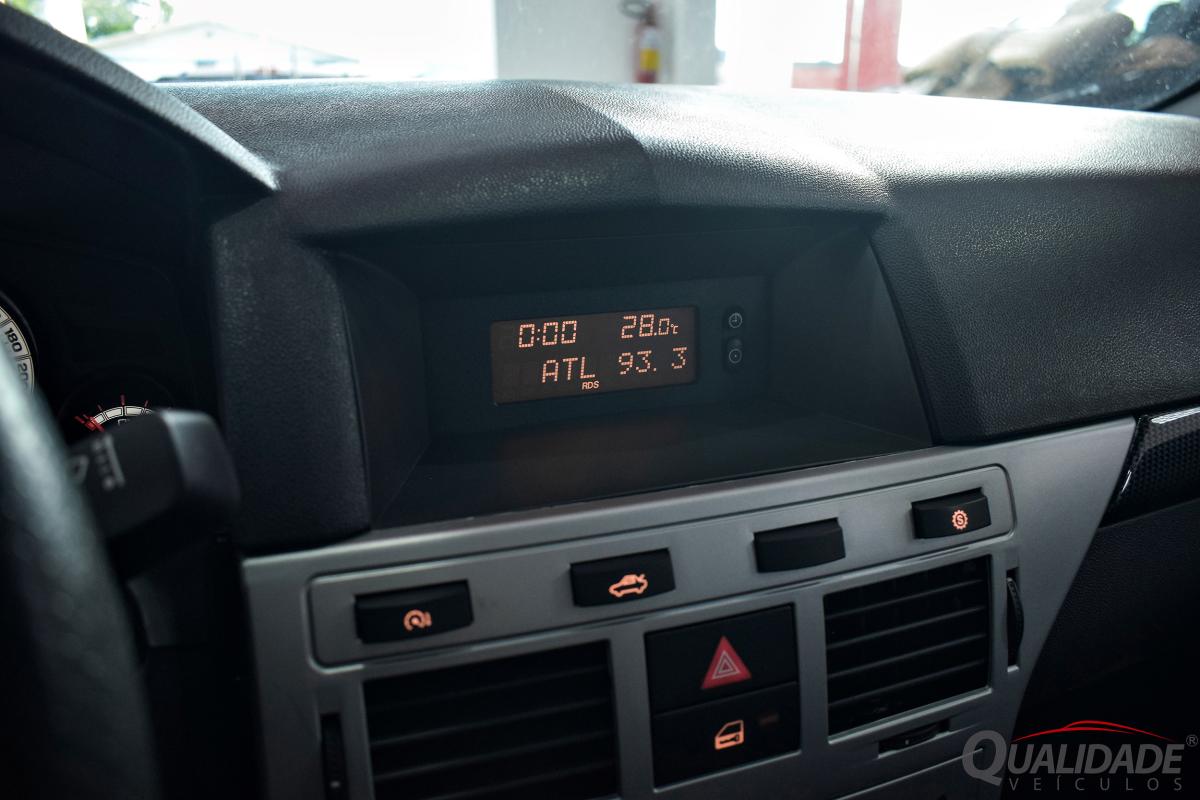 180
0:00 28.0°C
ATL 93.3
RDS
S
QUALIDADE®
VEÍCULOS